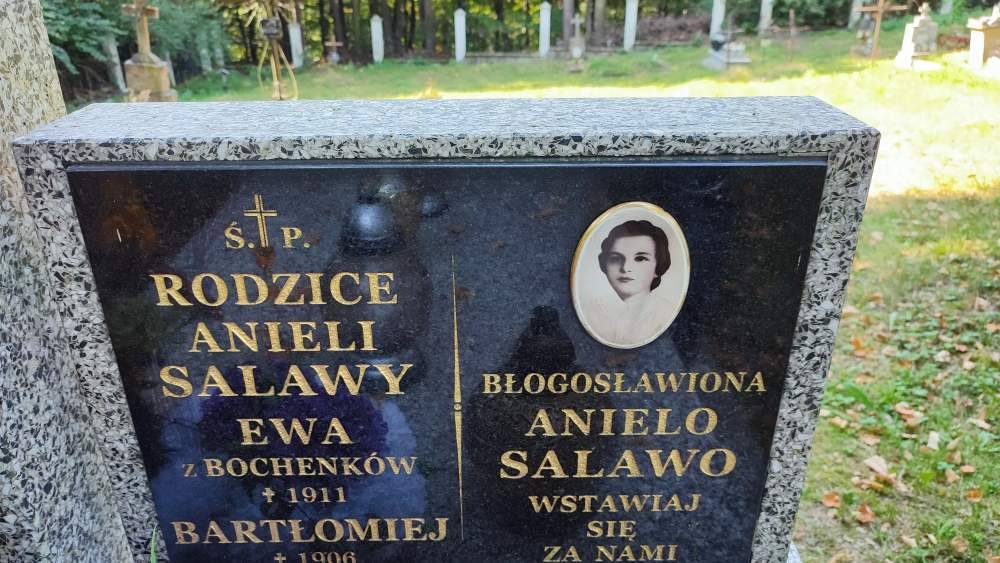 Ś. P.
RODZICE
ANIELI
SALAWY
EWA
Z BOCHENKÓW
† 1911
BARTŁOMIEJ
† 1906
BŁOGOSŁAWIONA
ANIELO
SALAWO
WSTAWIAJ
SIĘ
ZA NAMI